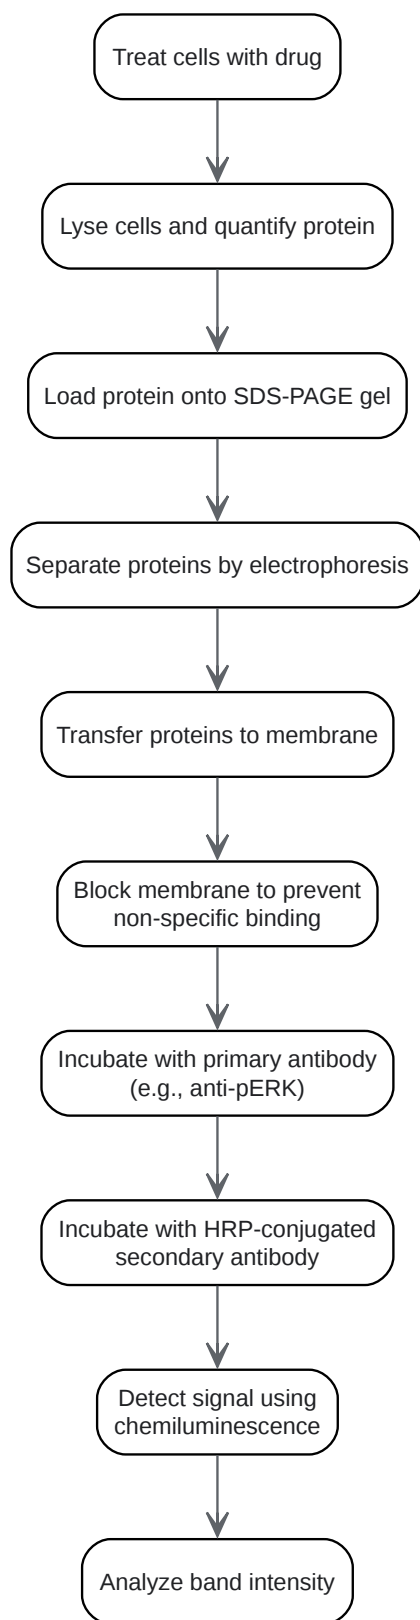 Treat cells with drug
Lyse cells and quantify protein
Load protein onto SDS-PAGE gel
Separate proteins by electrophoresis
Transfer proteins to membrane
Block membrane to prevent
non-specific binding
Incubate with primary antibody
(e.g., anti-pERK)
Incubate with HRP-conjugated
secondary antibody
Detect signal using
chemiluminescence
Analyze band intensity